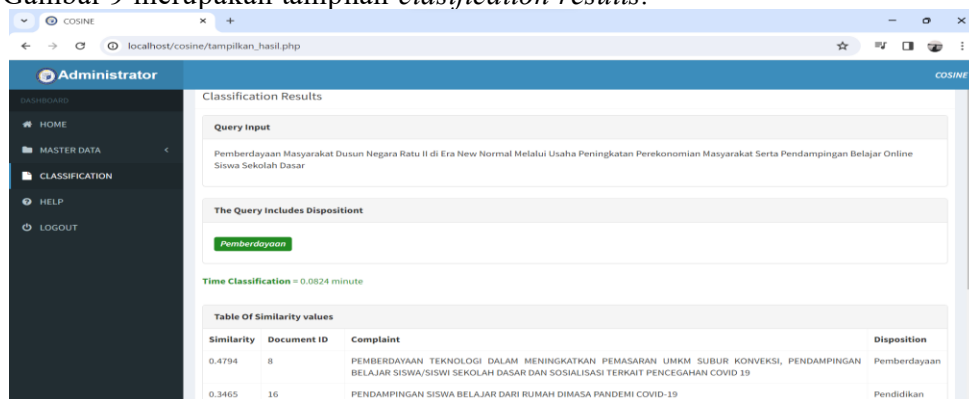 Gambar 9 merupakan tampilan clasification results.
COSINE
localhost/cosine/tampilkan_hasil.php
Administrator
COSINE
DASHBOARD
HOME
MASTER DATA
CLASSIFICATION
HELP
LOGOUT
Classification Results
Query Input
Pemberdayaan Masyarakat Dusun Negara Ratu II di Era New Normal Melalui Usaha Peningkatan Perekonomian Masyarakat Serta Pendampingan Belajar Online
Siswa Sekolah Dasar
The Query Includes Dispositiont
Pemberdayaan
Time Classification = 0.0824 minute
Table Of Similarity values
Similarity Document ID Complaint Disposition
0.4794 8 PEMBERDAYAAN TEKNOLOGI DALAM MENINGKATKAN PEMASARAN UMKM SUBUR KONVEKSI, PENDAMPINGAN Pemberdayaan
BELAJAR SISWA/SISWI SEKOLAH DASAR DAN SOSIALISASI TERKAIT PENCEGAHAN COVID 19
0.3465 16 PENDAMPINGAN SISWA BELAJAR DARI RUMAH DIMASA PANDEMI COVID-19 Pendidikan